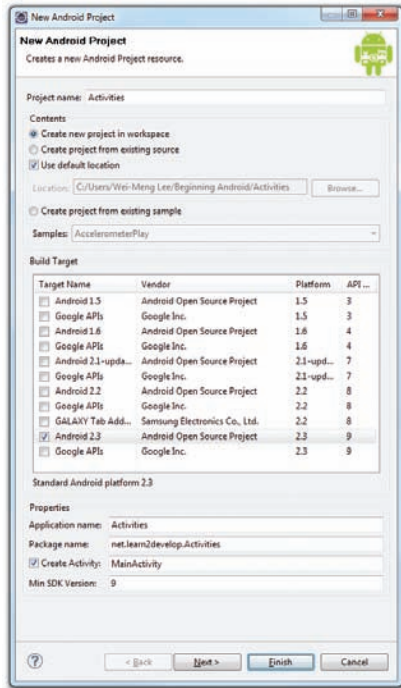 New Android Project
New Android Project
Creates a new Android Project resource.
Project name: Activities
Contents
Create new project in workspace
Create project from existing source
Use default location
Location: C:/Users/Wei-Meng Lee/Beginning Android/Activities Browse...
Create project from existing sample
Samples: AccelerometerPlay
Build Target
Target Name Vendor Platform API ...
Android 1.5 Android Open Source Project 1.5 3
Google APIs Google Inc. 1.5 3
Android 1.6 Android Open Source Project 1.6 4
Google APIs Google Inc. 1.6 4
Android 2.1-upda... Android Open Source Project 2.1-upd... 7
Google APIs Google Inc. 2.1-upd... 7
Android 2.2 Android Open Source Project 2.2 8
Google APIs Google Inc. 2.2 8
GALAXY Tab Add... Samsung Electronics Co., Ltd. 2.2 8
Android 2.3 Android Open Source Project 2.3 9
Google APIs Google Inc. 2.3 9
Standard Android platform 2.3
Properties
Application name: Activities
Package name: net.learn2develop.Activities
Create Activity: MainActivity
Min SDK Version: 9
? < Back Next > Finish Cancel